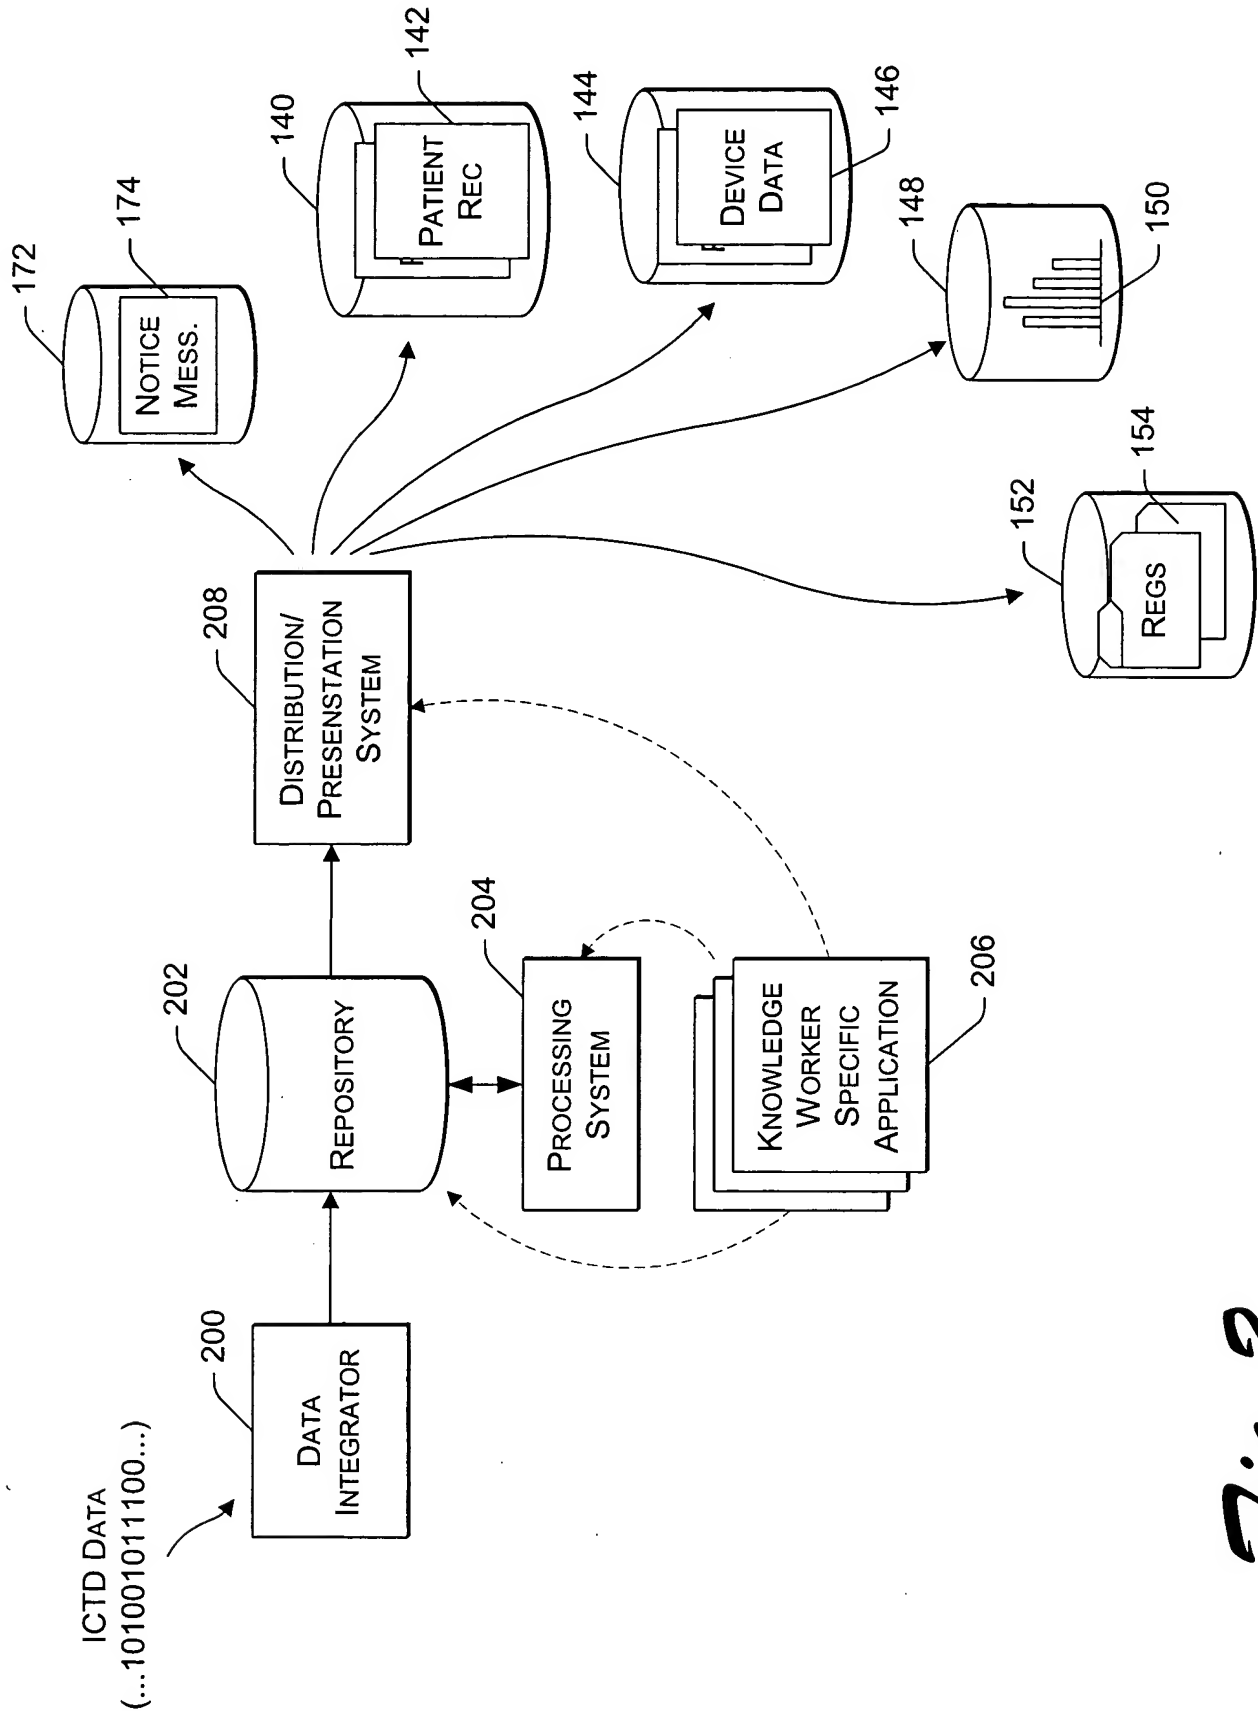 ICTD DATA
(...101001011100...)
200
DATA
INTEGRATOR
202
REPOSITORY
204
PROCESSING
SYSTEM
206
KNOWLEDGE
WORKER
SPECIFIC
APPLICATION
208
DISTRIBUTION/
PRESENSTATION
SYSTEM
172
NOTICE
MESS.
174
140
PATIENT
REC
142
144
DEVICE
DATA
146
148
150
152
REGS
154